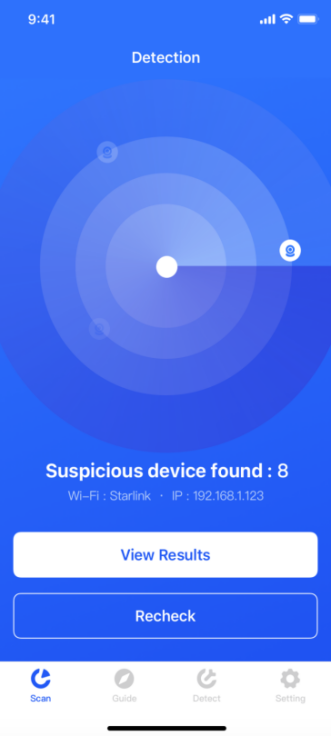 9:41
Detection
Suspicious device found : 8
Wi-Fi : Starlink · IP : 192.168.1.123
View Results
Recheck
Scan
Guide
Detect
Setting